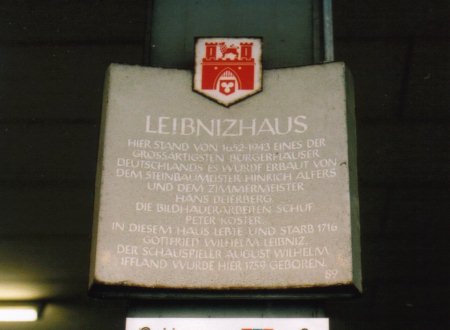 LEIBNIZHAUS
HIER STAND VON 1652-1943 EINES DER
GROSSARTIGSTEN BÜRGERHÄUSER
DEUTSCHLANDS ES WURDE ERBAUT VON
DEM STEINBAUMEISTER HINRICH ALFERS
UND DEM ZIMMERMEISTER
HANS DEIERBERG.
DIE BILDHAUERARBEITEN SCHUF
PETER KÖSTER.
IN DIESEM HAUS LEBTE UND STARB 1716
GOTTFRIED WILHELM LEIBNIZ.
DER SCHAUSPIELER AUGUST WILHELM
IFFLAND WURDE HIER 1759 GEBOREN.
89